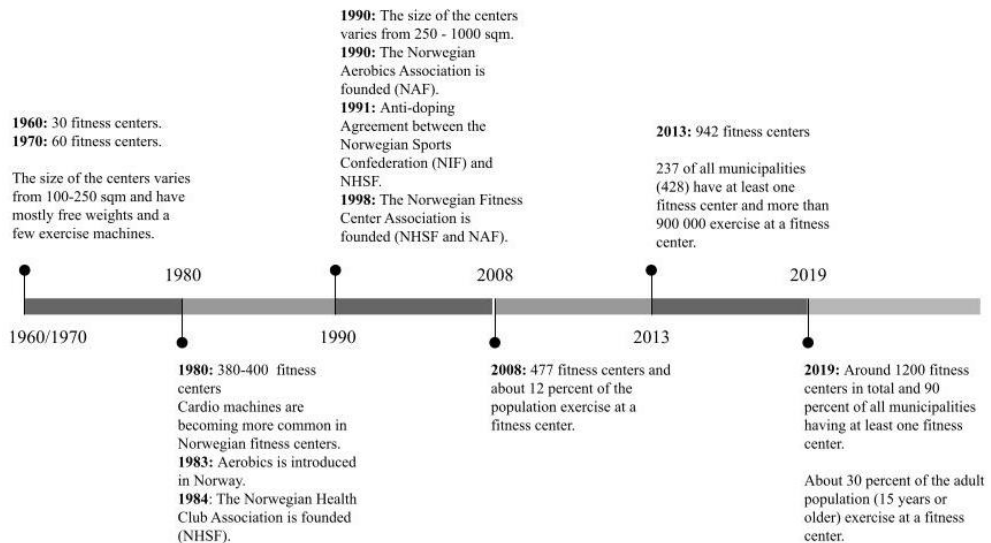 1990: The size of the centers
varies from 250 - 1000 sqm.
1990: The Norwegian
Aerobics Association is
founded (NAF).
1991: Anti-doping
Agreement between the
Norwegian Sports
Confederation (NIF) and
NHSF.
1998: The Norwegian Fitness
Center Association is
founded (NHSF and NAF).
1960: 30 fitness centers.
1970: 60 fitness centers.
The size of the centers varies
from 100-250 sqm and have
mostly free weights and a
few exercise machines.
2013: 942 fitness centers
237 of all municipalities
(428) have at least one
fitness center and more than
900 000 exercise at a fitness
center.
1980
2008
2019
1960/1970
1990
2013
1980: 380-400 fitness
centers
Cardio machines are
becoming more common in
Norwegian fitness centers.
1983: Aerobics is introduced
in Norway.
1984: The Norwegian Health
Club Association is founded
(NHSF).
2008: 477 fitness centers and
about 12 percent of the
population exercise at a
fitness center.
2019: Around 1200 fitness
centers in total and 90
percent of all municipalities
having at least one fitness
center.
About 30 percent of the adult
population (15 years or
older) exercise at a fitness
center.